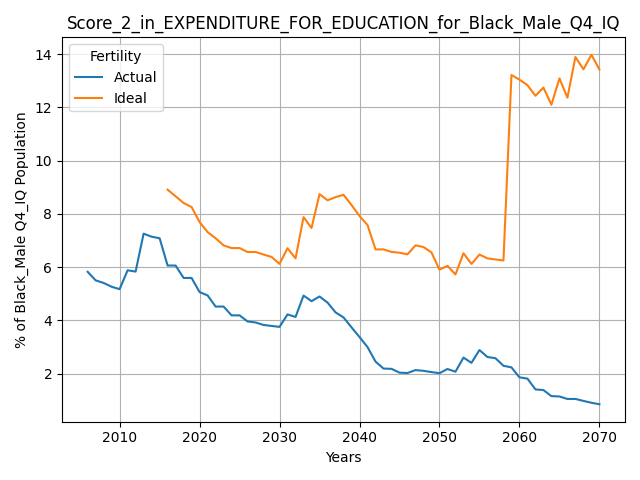 Score_2_in_EXPENDITURE_FOR_EDUCATION_for_Black_Male_Q4_IQ
Fertility
Actual
Ideal
% of Black_Male Q4_IQ Population
14
12
10
8
6
4
2
2010 2020 2030 2040 2050 2060 2070
Years